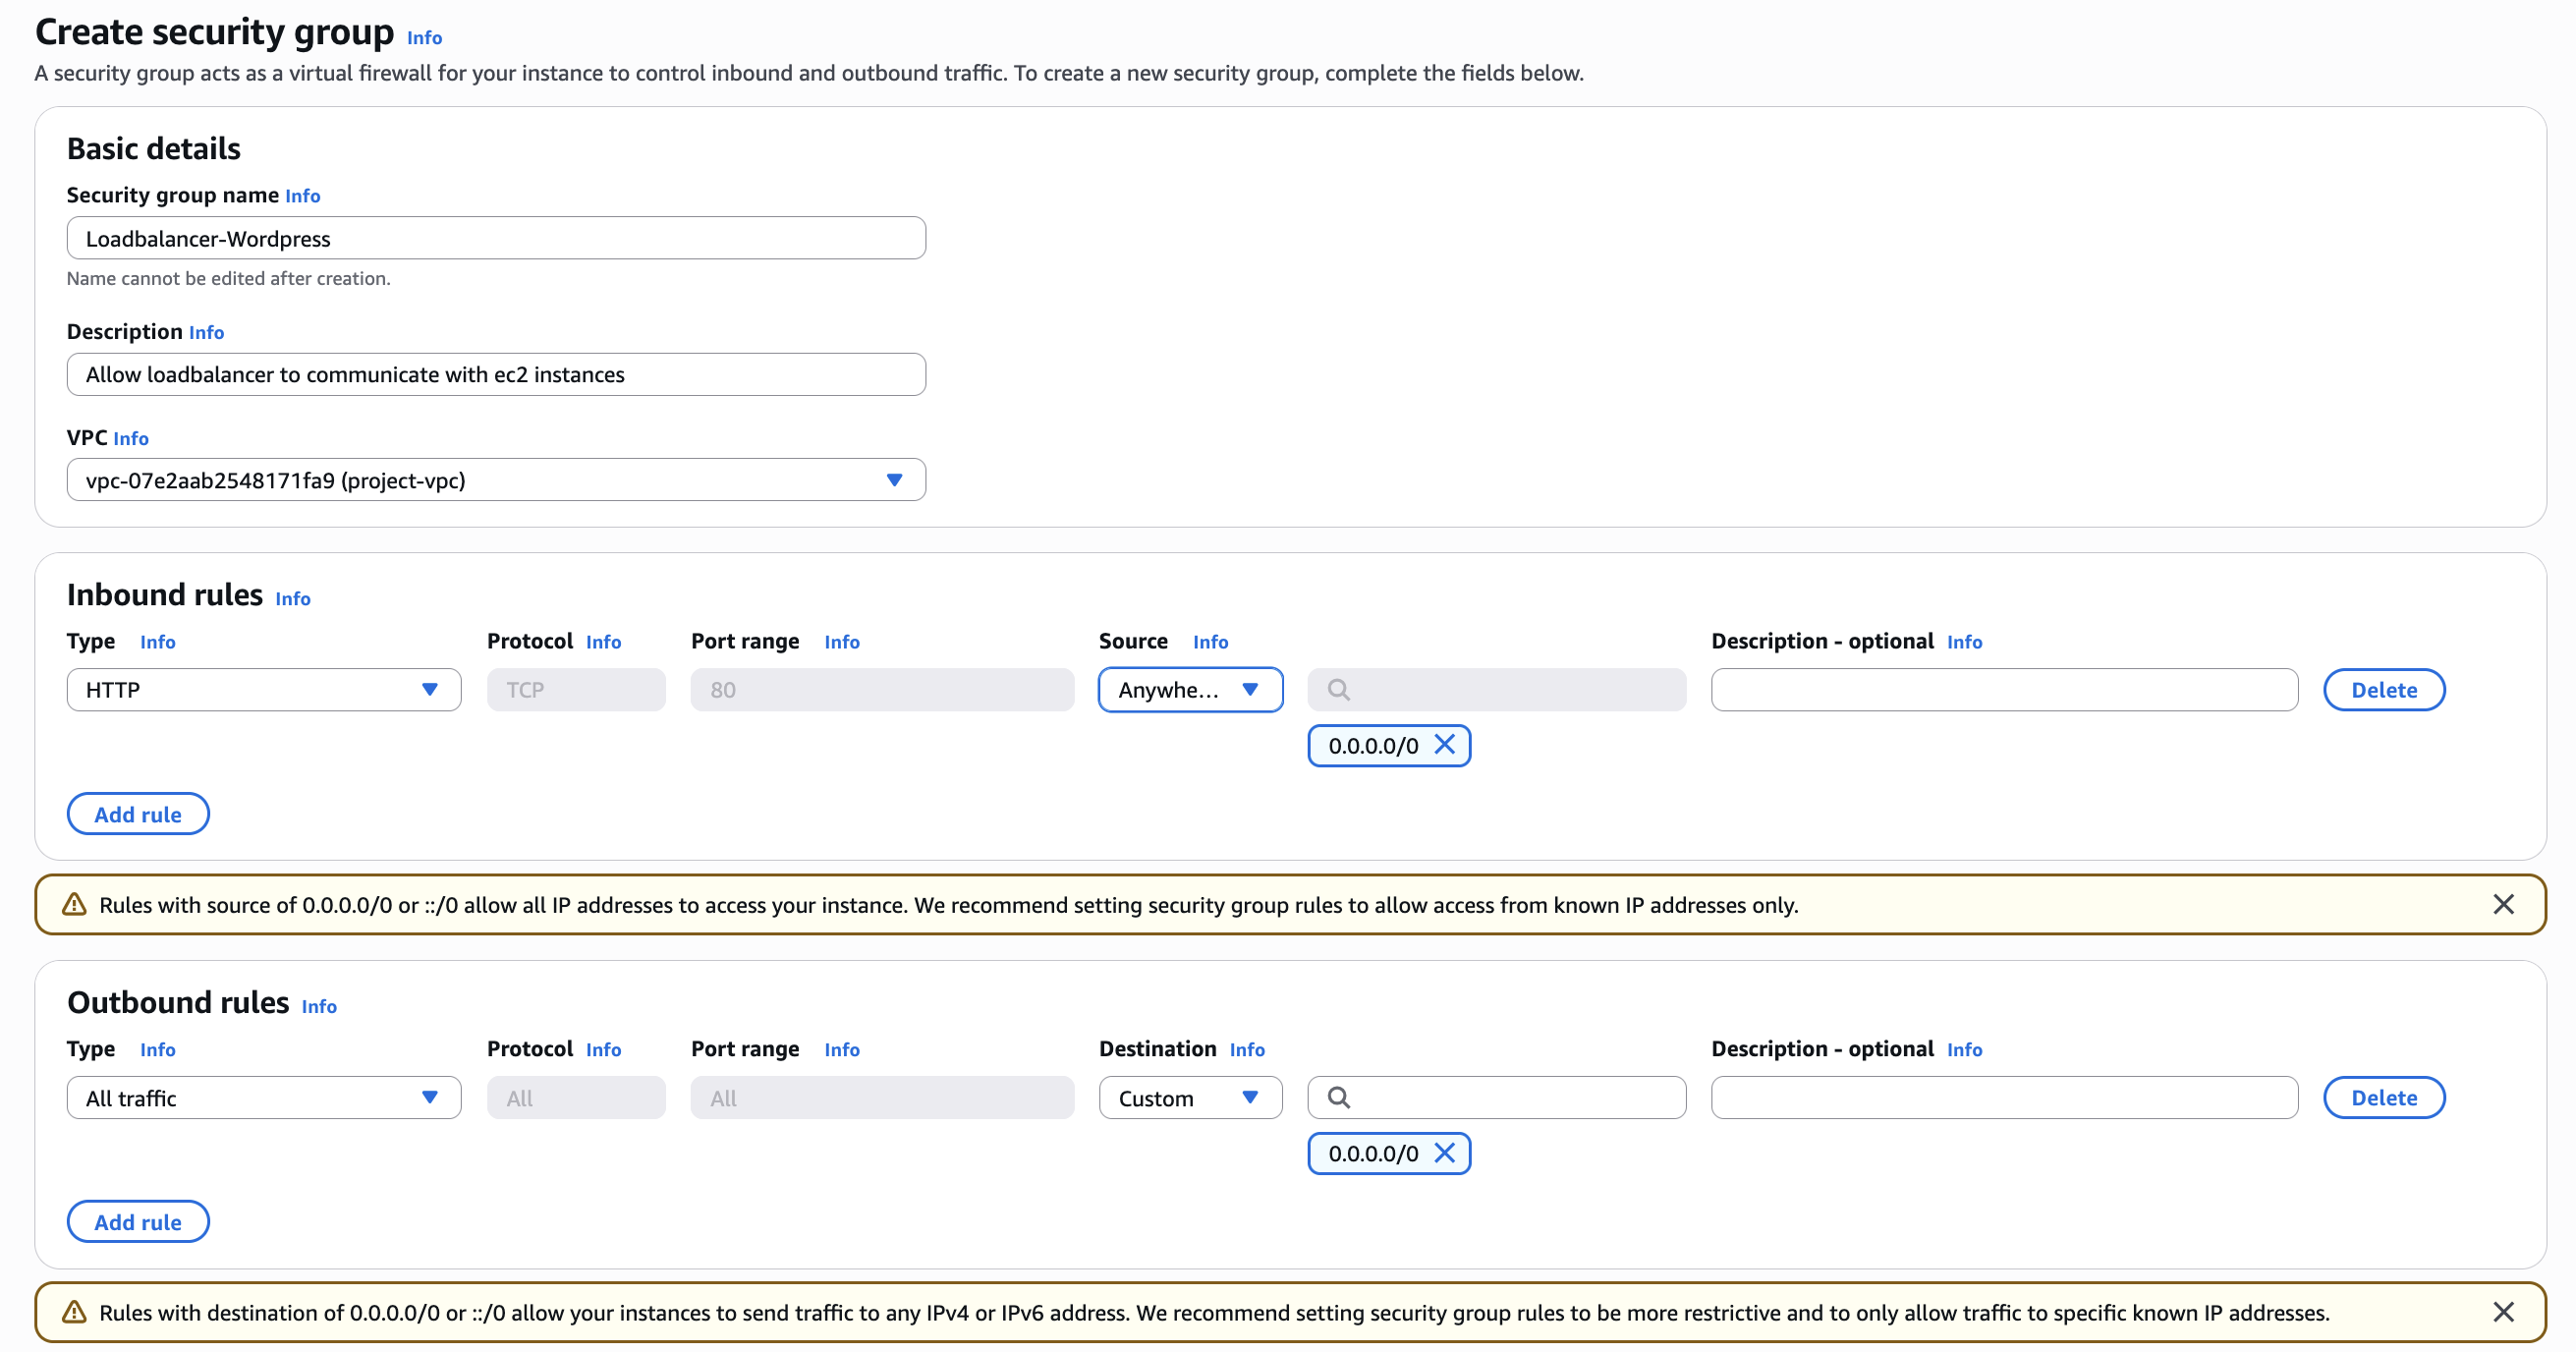 Create security group Info
A security group acts as a virtual firewall for your instance to control inbound and outbound traffic. To create a new security group, complete the fields below.
Basic details
Security group name Info
Loadbalancer-Wordpress
Name cannot be edited after creation.
Description Info
Allow loadbalancer to communicate with ec2 instances
VPC Info
vpc-07e2aab2548171fa9 (project-vpc)
Inbound rules Info
Type Info Protocol Info Port range Info Source Info Description - optional Info
HTTP TCP 80 Anywhe... Delete
0.0.0.0/0
Add rule
Rules with source of 0.0.0.0/0 or ::/0 allow all IP addresses to access your instance. We recommend setting security group rules to allow access from known IP addresses only.
Outbound rules Info
Type Info Protocol Info Port range Info Destination Info Description - optional Info
All traffic All All Custom Delete
0.0.0.0/0
Add rule
Rules with destination of 0.0.0.0/0 or ::/0 allow your instances to send traffic to any IPv4 or IPv6 address. We recommend setting security group rules to be more restrictive and to only allow traffic to specific known IP addresses.